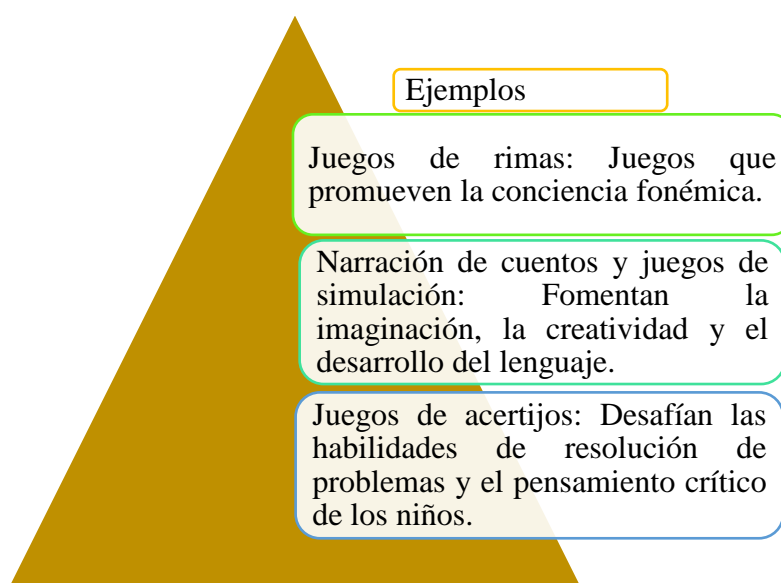 Ejemplos
Juegos de rimas: Juegos que
promueven la conciencia fonémica.
Narración de cuentos y juegos de
simulación: Fomentan la
imaginación, la creatividad y el
desarrollo del lenguaje.
Juegos de acertijos: Desafían las
habilidades de resolución de
problemas y el pensamiento crítico
de los niños.